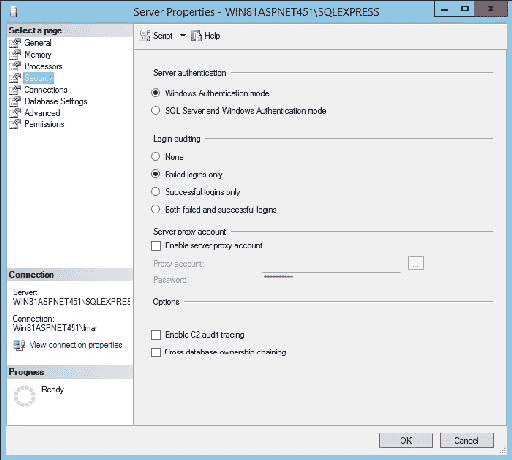 Server Properties - WIN81ASPNET451\SQLEXPRESS
Select a page
General
Memory
Processors
Security
Connections
Database Settings
Advanced
Permissions
Script
Help
Server authentication
Windows Authentication mode
SQL Server and Windows Authentication mode
Login auditing
None
Failed logins only
Successful logins only
Both failed and successful logins
Server proxy account
Enable server proxy account
Proxy account:
...
Password:
**********
Options
Enable C2 audit tracing
Cross database ownership chaining
Connection
Server:
WIN81ASPNET451\SQLEXPRESS
Connection:
View connection properties
Progress
Ready
OK
Cancel